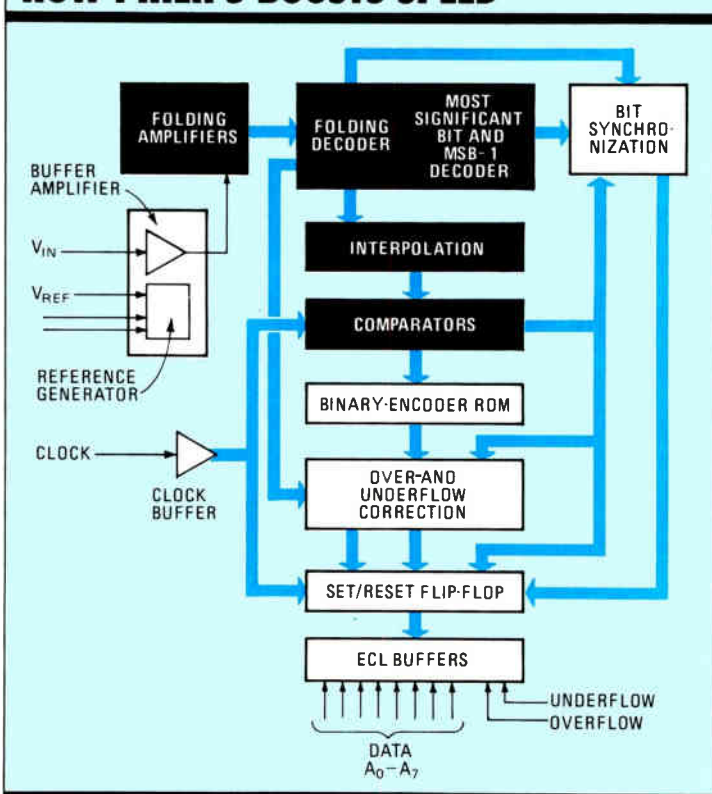 FOLDING
AMPLIFIERS
FOLDING
DECODER
MOST
SIGNIFICANT
BIT AND
MSB-1
DECODER
BIT
SYNCHRO-
NIZATION
BUFFER
AMPLIFIER
V_IN
V_REF
INTERPOLATION
COMPARATORS
REFERENCE
GENERATOR
BINARY-ENCODER ROM
CLOCK
CLOCK
BUFFER
OVER-AND
UNDERFLOW
CORRECTION
SET/RESET FLIP-FLOP
ECL BUFFERS
UNDERFLOW
OVERFLOW
DATA
A0–A7